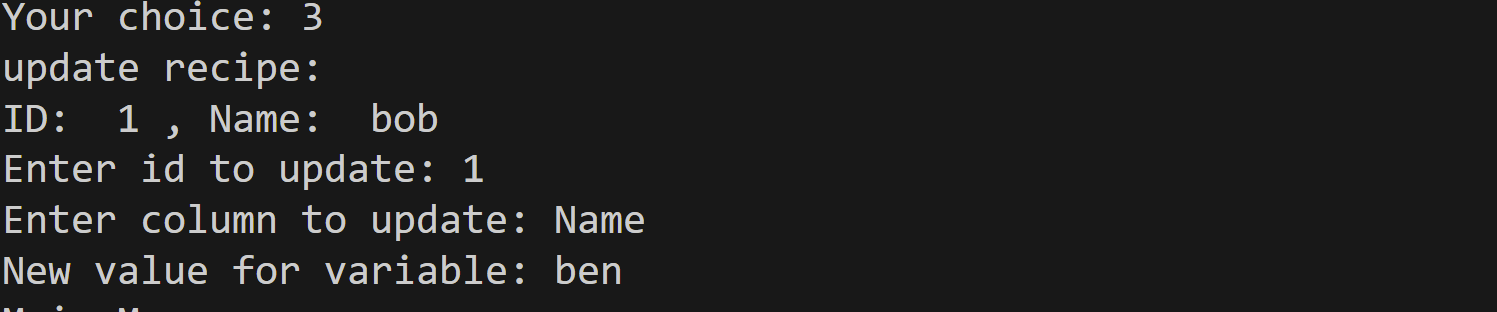 Your choice: 3
update recipe:
ID:  1 , Name:  bob
Enter id to update: 1
Enter column to update: Name
New value for variable: ben